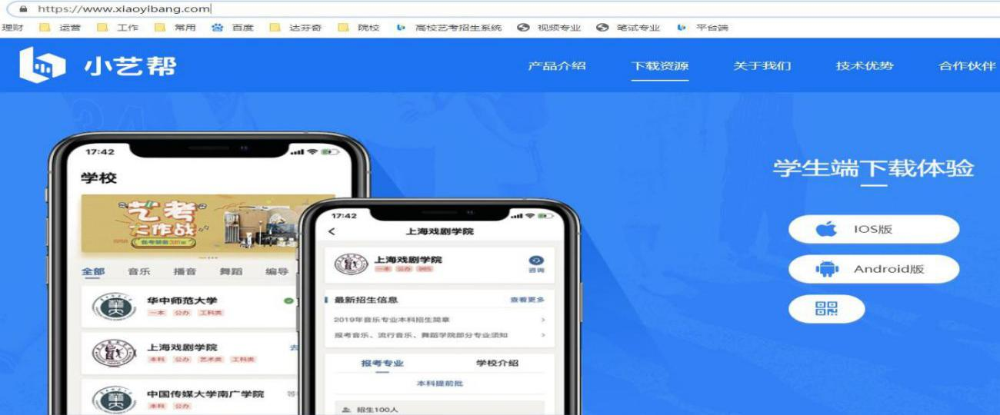 https://www.xiaoyibang.com
理财 运营 工作 常用 百度 达芬奇 院校 高校艺考招生系统 视频专业 笔试专业 平台端
小艺帮 产品介绍 下载资源 关于我们 技术优势 合作伙伴
17:42
学校
艺考
大作战
全部 音乐 播音 舞蹈 编导
华中师范大学
一本 公办 工科类
上海戏剧学院
本科 公办 艺术类 工科类
中国传媒大学南广学院
本科 公办
17:42
上海戏剧学院
上海戏剧学院
一本 公办 985
咨询
最新招生信息 查看更多
2019年音乐专业本科招生简章
报考音乐、流行音乐、舞蹈学院部分专业须知
报考专业 学校介绍
本科提前批
招生100人
学生端下载体验
IOS版
Android版